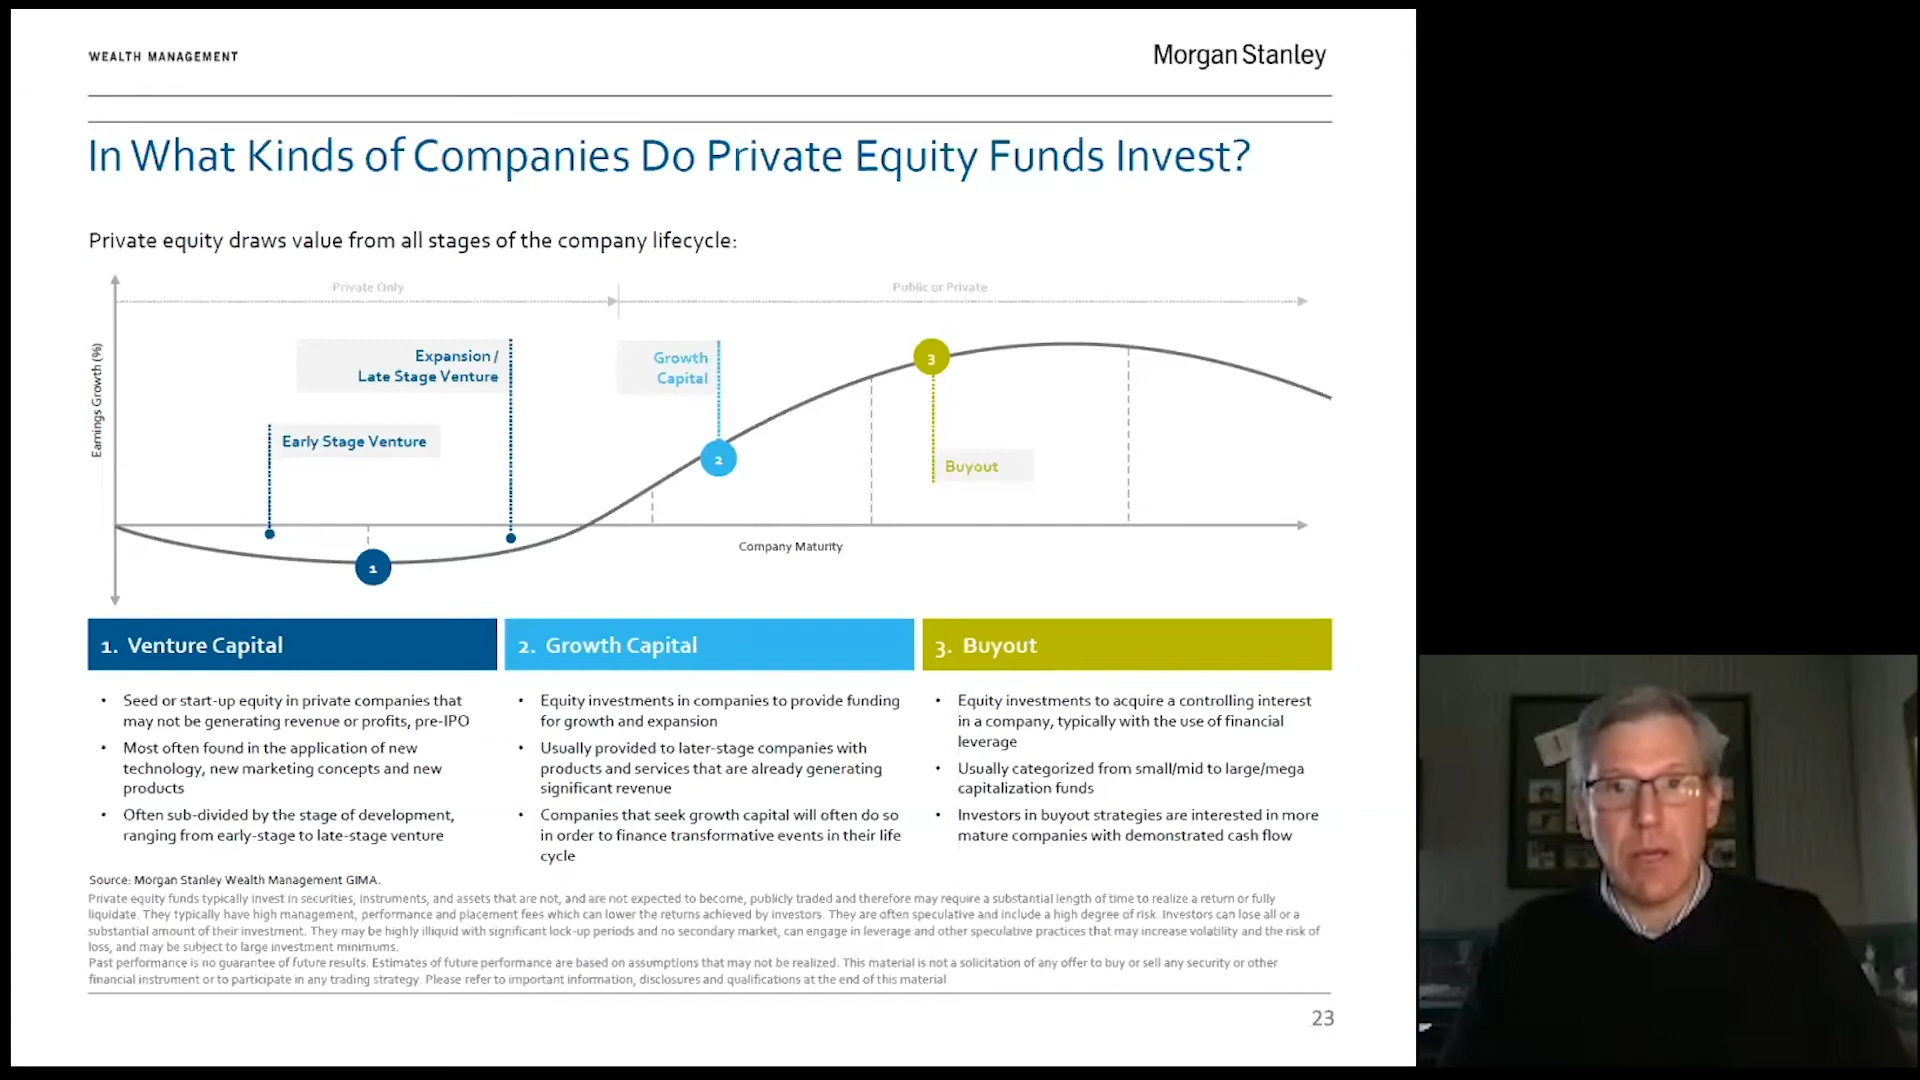 WEALTH MANAGEMENT
Morgan Stanley
In What Kinds of Companies Do Private Equity Funds Invest?
Private equity draws value from all stages of the company lifecycle:
Private Only
Public or Private
Expansion /
Late Stage Venture
Growth
Capital
3
Earnings Growth (%)
Early Stage Venture
2
Buyout
Company Maturity
1
1. Venture Capital
• Seed or start-up equity in private companies that
may not be generating revenue or profits, pre-IPO
• Most often found in the application of new
technology, new marketing concepts and new
products
• Often sub-divided by the stage of development,
ranging from early-stage to late-stage venture
2. Growth Capital
• Equity investments in companies to provide funding
for growth and expansion
• Usually provided to later-stage companies with
products and services that are already generating
significant revenue
• Companies that seek growth capital will often do so
in order to finance transformative events in their life
cycle
3. Buyout
• Equity investments to acquire a controlling interest
in a company, typically with the use of financial
leverage
• Usually categorized from small/mid to large/mega
capitalization funds
• Investors in buyout strategies are interested in more
mature companies with demonstrated cash flow
Source: Morgan Stanley Wealth Management GIMA.
Private equity funds typically invest in securities, instruments, and assets that are not, and are not expected to become, publicly traded and therefore may require a substantial length of time to realize a return or fully
liquidate. They typically have high management, performance and placement fees which can lower the returns achieved by investors. They are often speculative and include a high degree of risk. Investors can lose all or a
substantial amount of their investment. They may be highly illiquid with significant lock-up periods and no secondary market, can engage in leverage and other speculative practices that may increase volatility and the risk of
loss, and may be subject to large investment minimums.
Past performance is no guarantee of future results. Estimates of future performance are based on assumptions that may not be realized. This material is not a solicitation of any offer to buy or sell any security or other
financial instrument or to participate in any trading strategy. Please refer to important information, disclosures and qualifications at the end of this material
23